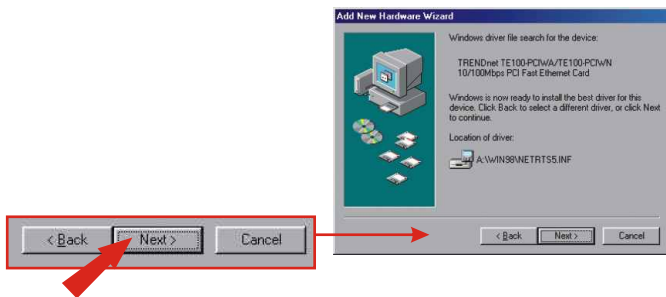 Add New Hardware Wizard
Windows driver file search for the device:
TRENDnet TE100-PCIWA/TE100-PCIWN
10/100Mbps PCI Fast Ethernet Card
Windows is now ready to install the best driver for this
device. Click Back to select a different driver, or click Next
to continue.
Location of driver:
A:\WIN98\NETRTS5.INF
< Back Next > Cancel
< Back Next > Cancel